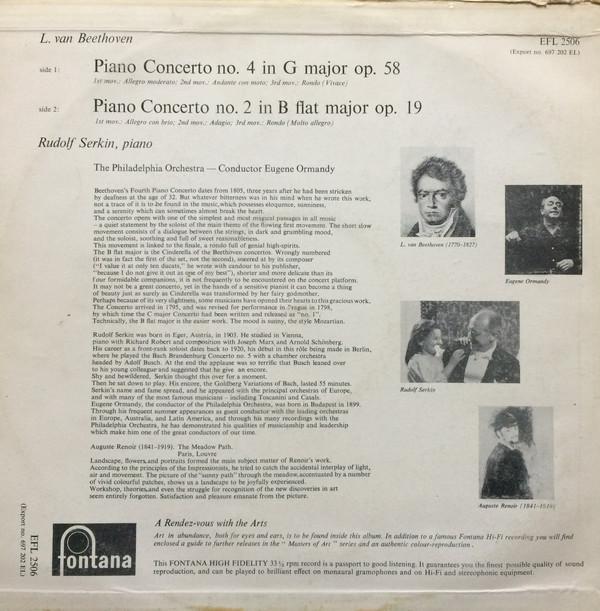 L. van Beethoven
EFL 2506
(Export no. 697 202 EL)
side 1:
Piano Concerto no. 4 in G major op. 58
1st mov.: Allegro moderato; 2nd mov.: Andante con moto; 3rd mov.: Rondo (Vivace)
side 2:
Piano Concerto no. 2 in B flat major op. 19
1st mov.: Allegro con brio; 2nd mov.: Adagio; 3rd mov.: Rondo (Molto allegro)
Rudolf Serkin, piano
The Philadelphia Orchestra — Conductor Eugene Ormandy
Beethoven's Fourth Piano Concerto dates from 1805, three years after he had been stricken
by deafness at the age of 32. But whatever bitterness was in his mind when he wrote this work,
not a trace of it is to be found in the music, which possesses eloquence, sunniness,
and a serenity which can sometimes almost break the heart.
The concerto opens with one of the simplest and most magical passages in all music
– a quiet statement by the soloist of the main theme of the flowing first movement. The short slow
movement consists of a dialogue between the strings, in dark and grumbling mood,
and the soloist, soothing and full of sweet reasonableness.
This movement is linked to the finale, a rondo full of genial high-spirits.
The B flat major is the Cinderella of the Beethoven concertos. Wrongly numbered
(it was in fact the first of the set, not the second), sneered at by its composer
("I value it at only ten ducats," he wrote with candour to his publisher,
"because I do not give it out as one of my best"), shorter and more delicate than its
four formidable companions, it is not frequently to be encountered on the concert platform.
It may not be a great concerto, yet in the hands of a sensitive pianist it can become a thing
of beauty just as surely as Cinderella was transformed by her fairy godmother.
Perhaps because of its very slightness, some musicians have opened their hearts to this gracious work.
The Concerto arrived in 1795, and was revised for performance in Prague in 1798,
by which time the C major Concerto had been written and released as "no. 1".
Technically, the B flat major is the easier work. The mood is sunny, the style Mozartian.
Rudolf Serkin was born in Eger, Austria, in 1903. He studied in Vienna,
piano with Richard Robert and composition with Joseph Marx and Arnold Schönberg.
His career as a front-rank soloist dates back to 1920, his début in this rôle being made in Berlin,
where he played the Bach Brandenburg Concerto no. 5 with a chamber orchestra
headed by Adolf Busch. At the end the applause was so terrific that Busch leaned over
to his young colleague and suggested that he give an encore.
Shy and bewildered, Serkin thought this over for a moment.
Then he sat down to play. His encore, the Goldberg Variations of Bach, lasted 55 minutes.
Serkin's name and fame spread, and he appeared with the principal orchestras of Europe,
and with many of the most famous musicians – including Toscanini and Casals.
Eugene Ormandy, the conductor of the Philadelphia Orchestra, was born in Budapest in 1899.
Through his frequent summer appearances as guest conductor with the leading orchestras
in Europe, Australia, and Latin America, and through his many recordings with the
Philadelphia Orchestra, he has demonstrated his qualities of musicianship and leadership
which make him one of the great conductors of our time.
Auguste Renoir (1841–1919). The Meadow Path.
Paris, Louvre
Landscape, flowers,and portraits formed the main subject matter of Renoir's work.
According to the principles of the Impressionists, he tried to catch the accidental interplay of light,
air and movement. The picture of the "sunny path" through the meadow,accentuated by a number
of vivid colourful patches, shows us a landscape to be joyfully experienced.
Workshop, theories,and even the struggle for recognition of the new discoveries in art
seem entirely forgotten. Satisfaction and pleasure emanate from the picture.
L. van Beethoven (1770-1827)
Eugene Ormandy
Rudolf Serkin
Auguste Renoir (1841-1919)
EFL 2506
(Export no. 697 202 EL)
fontana
A Rendez-vous with the Arts
Art in abundance, both for eyes and ears, is to be found inside this album. In addition to a famous Fontana Hi-Fi recording you will find
enclosed a guide to further releases in the "Masters of Art" series and an authentic colour-reproduction.
This FONTANA HIGH FIDELITY 33⅓ rpm record is a passport to good listening. It guarantees you the finest possible quality of sound
reproduction, and can be played to brilliant effect on monaural gramophones and on Hi-Fi and stereophonic equipment.